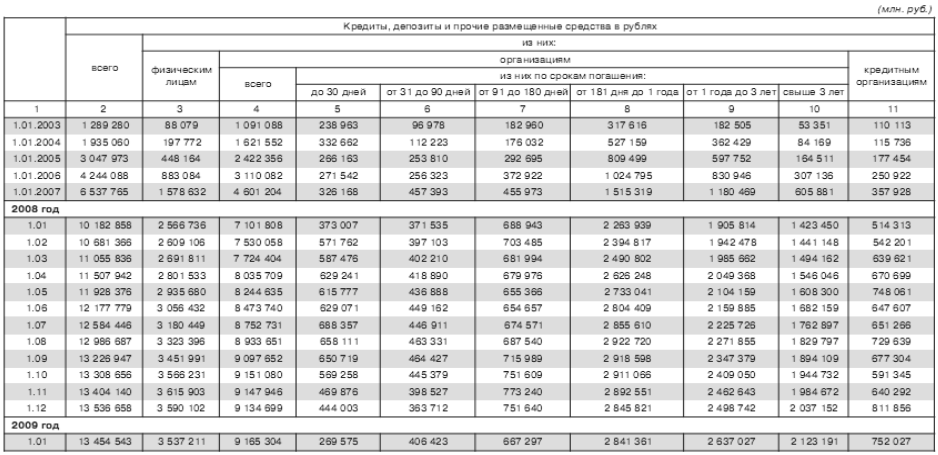 (млн. руб.)
Кредиты, депозиты и прочие размещенные средства в рублях
из них:
всего физическим лицам организациям кредитным организациям
всего из них по срокам погашения:
до 30 дней от 31 до 90 дней от 91 до 180 дней от 181 дня до 1 года от 1 года до 3 лет свыше 3 лет
1 2 3 4 5 6 7 8 9 10 11
1.01.2003 1 289 280 88 079 1 091 088 238 963 96 978 182 960 317 616 182 505 53 351 110 113
1.01.2004 1 935 060 197 772 1 621 552 332 662 112 223 176 032 527 159 362 429 84 169 115 736
1.01.2005 3 047 973 448 164 2 422 356 266 163 253 810 292 695 809 499 597 752 164 511 177 454
1.01.2006 4 244 088 883 084 3 110 082 271 542 256 323 372 922 1 024 795 830 946 307 136 250 922
1.01.2007 6 537 765 1 578 632 4 601 204 326 168 457 393 455 973 1 515 319 1 180 469 605 881 357 928
2008 год
1.01 10 182 858 2 566 736 7 101 808 373 007 371 535 688 943 2 263 939 1 905 814 1 423 450 514 313
1.02 10 681 366 2 609 106 7 530 058 571 762 397 103 703 485 2 394 817 1 942 478 1 441 148 542 201
1.03 11 055 836 2 691 811 7 724 404 587 476 402 210 681 994 2 490 802 1 985 662 1 494 162 639 621
1.04 11 507 942 2 801 533 8 035 709 629 241 418 890 679 976 2 626 248 2 049 368 1 546 046 670 699
1.05 11 928 376 2 935 680 8 244 635 615 777 436 888 655 366 2 733 041 2 104 159 1 608 300 748 061
1.06 12 177 779 3 056 432 8 473 740 629 071 449 162 654 657 2 804 409 2 159 885 1 682 159 647 607
1.07 12 584 446 3 180 449 8 752 731 688 357 446 911 674 571 2 855 610 2 225 726 1 762 897 651 266
1.08 12 986 687 3 323 396 8 933 651 658 111 463 331 687 540 2 922 720 2 271 855 1 829 797 729 639
1.09 13 226 947 3 451 991 9 097 652 650 719 464 427 715 989 2 918 598 2 347 379 1 894 109 677 304
1.10 13 308 656 3 566 231 9 151 080 569 258 445 379 751 609 2 911 066 2 409 050 1 944 732 591 345
1.11 13 404 140 3 615 903 9 147 946 469 876 398 527 773 240 2 892 551 2 462 643 1 984 672 640 292
1.12 13 536 658 3 590 102 9 134 699 444 003 363 712 751 640 2 845 821 2 498 742 2 037 152 811 856
2009 год
1.01 13 454 543 3 537 211 9 165 304 269 575 406 423 667 297 2 841 361 2 637 027 2 123 191 752 027